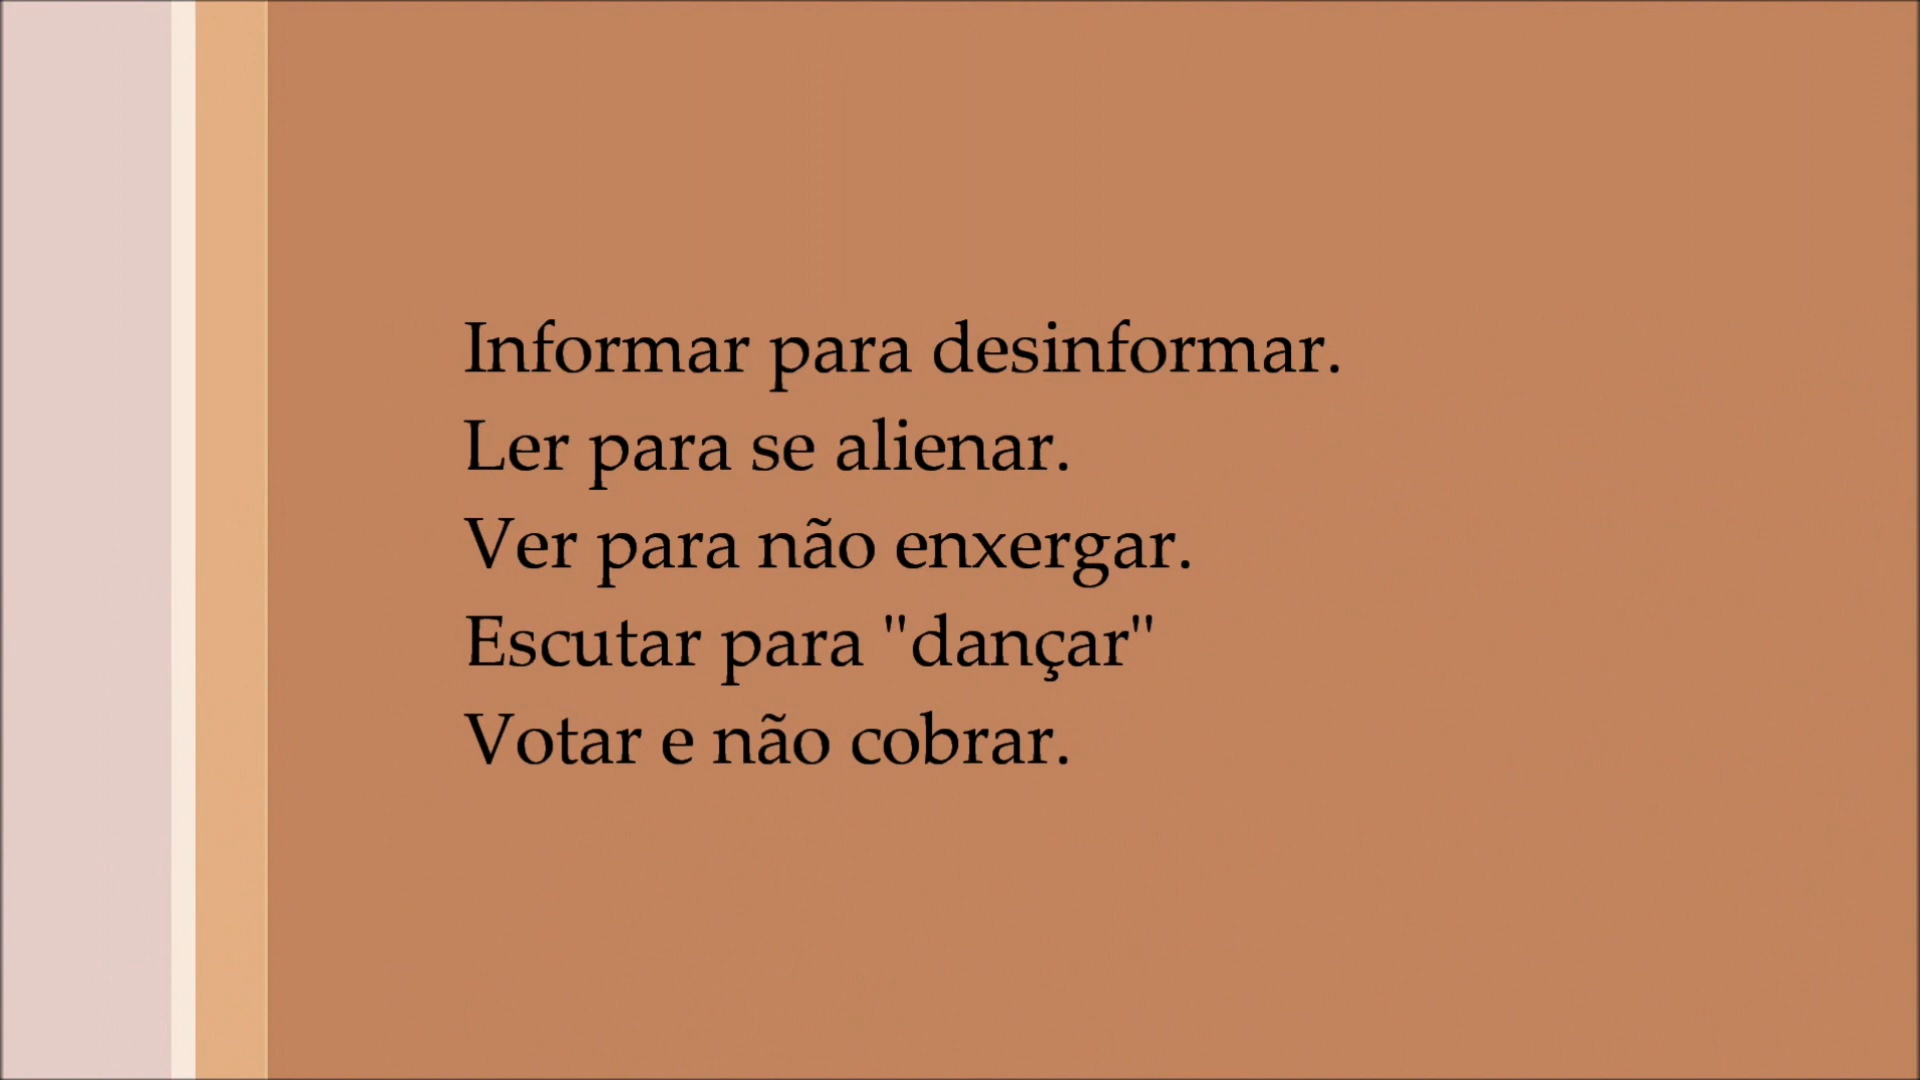 Informar para desinformar.
Ler para se alienar.
Ver para não enxergar.
Escutar para "dançar"
Votar e não cobrar.